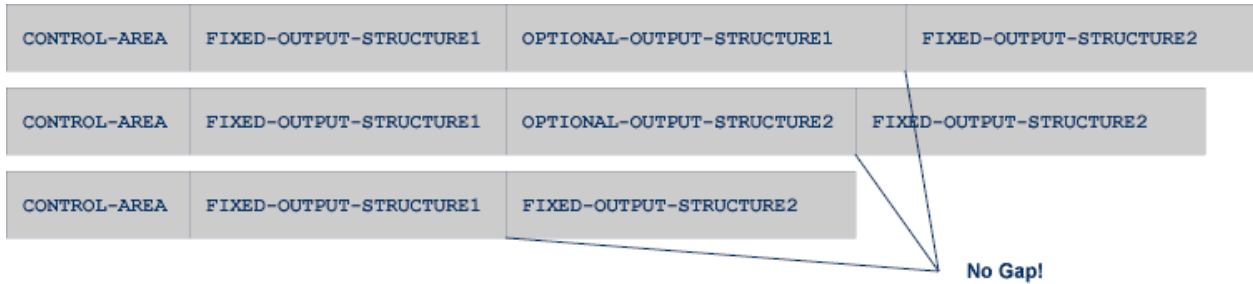 CONTROL-AREA FIXED-OUTPUT-STRUCTURE1 OPTIONAL-OUTPUT-STRUCTURE1 FIXED-OUTPUT-STRUCTURE2
CONTROL-AREA FIXED-OUTPUT-STRUCTURE1 OPTIONAL-OUTPUT-STRUCTURE2 FIXED-OUTPUT-STRUCTURE2
CONTROL-AREA FIXED-OUTPUT-STRUCTURE1 FIXED-OUTPUT-STRUCTURE2
No Gap!